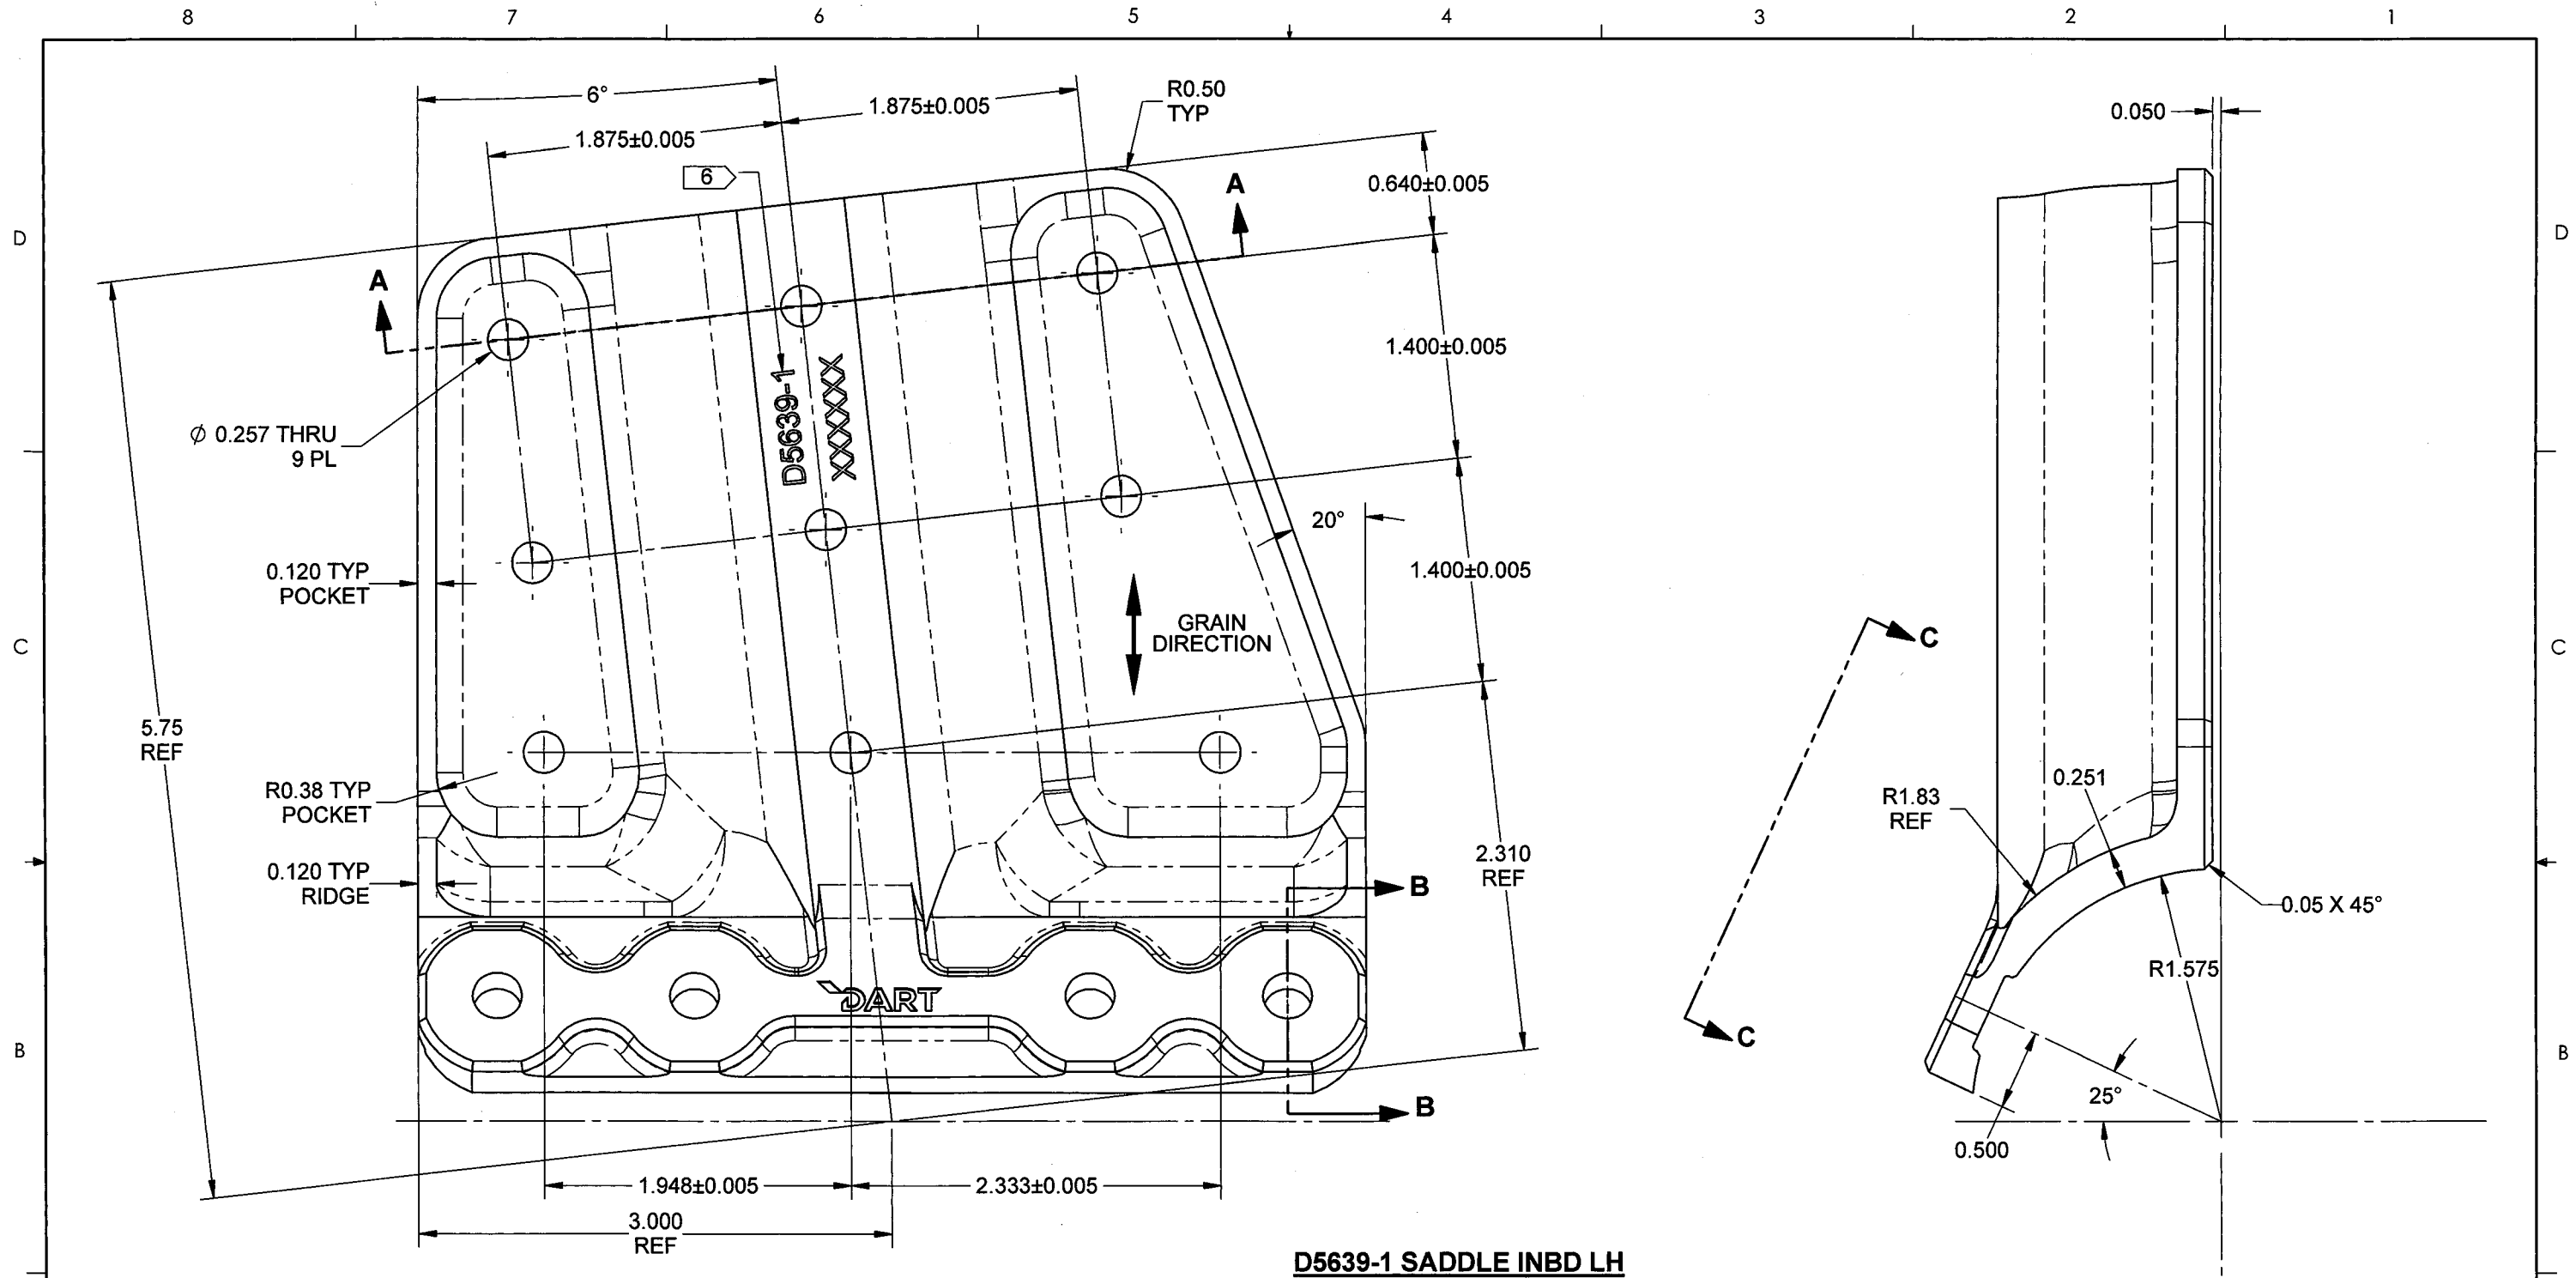 8 7 6 5 4 3 2 1
6°
1.875±0.005
1.875±0.005
R0.50
TYP
0.050
6
A
A
0.640±0.005
D
D
1.400±0.005
D5639-1
XXXXXX
Ø 0.257 THRU
9 PL
20°
0.120 TYP
POCKET
1.400±0.005
GRAIN
DIRECTION
C
C
C
5.75
REF
R0.38 TYP
POCKET
0.251
R1.83
REF
2.310
REF
0.120 TYP
RIDGE
B
0.05 X 45°
R1.575
DART
C
B
B
B
25°
0.500
1.948±0.005
2.333±0.005
3.000
REF
D5639-1 SADDLE INBD LH